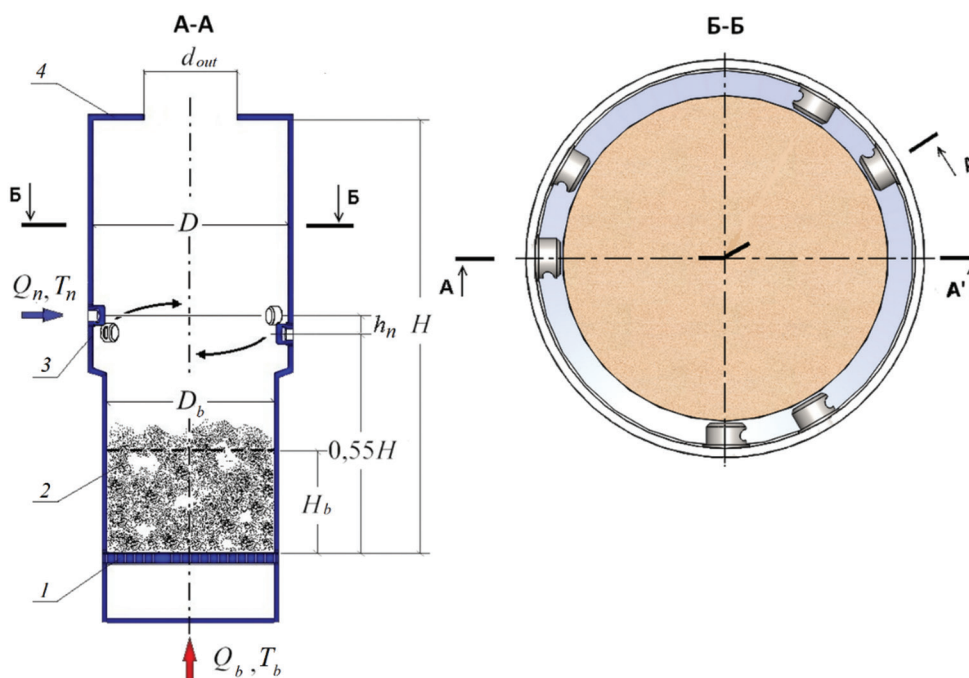 А-А
d_out
4
Б
Б
D
Q_n, T_n
3
h_n
H
D_b
0,55H
2
H_b
1
Q_b , T_b
Б-Б
А
А'